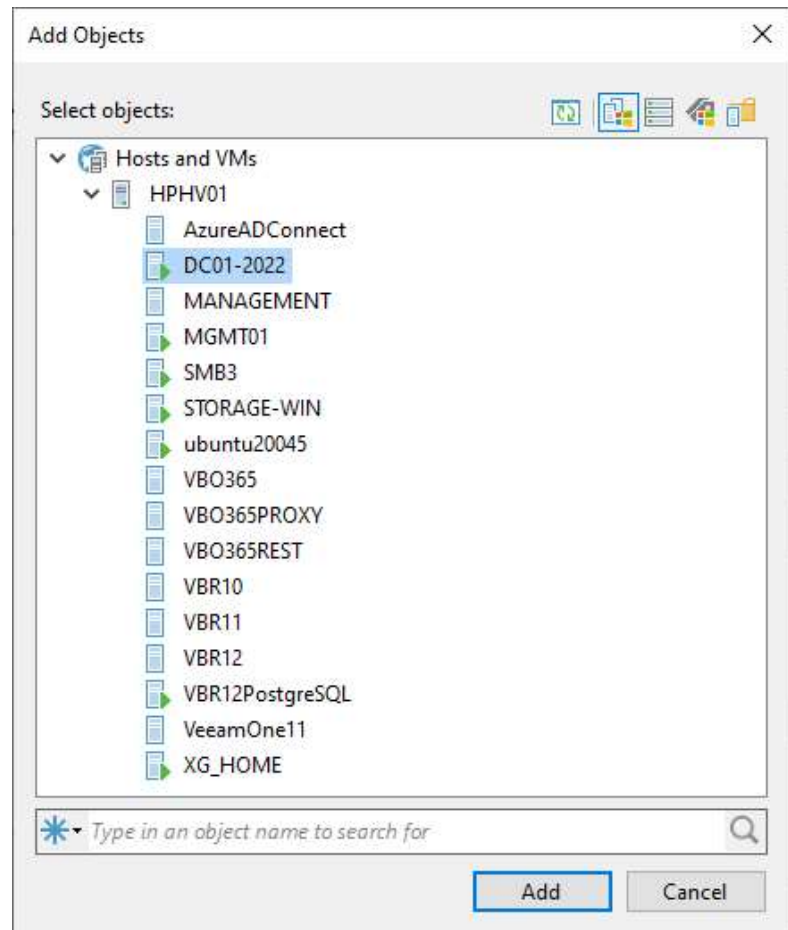 Add Objects
Select objects:
Hosts and VMs
HPHV01
AzureADConnect
DC01-2022
MANAGEMENT
MGMT01
SMB3
STORAGE-WIN
ubuntu20045
VBO365
VBO365PROXY
VBO365REST
VBR10
VBR11
VBR12
VBR12PostgreSQL
VeeamOne11
XG_HOME
Type in an object name to search for
Add Cancel